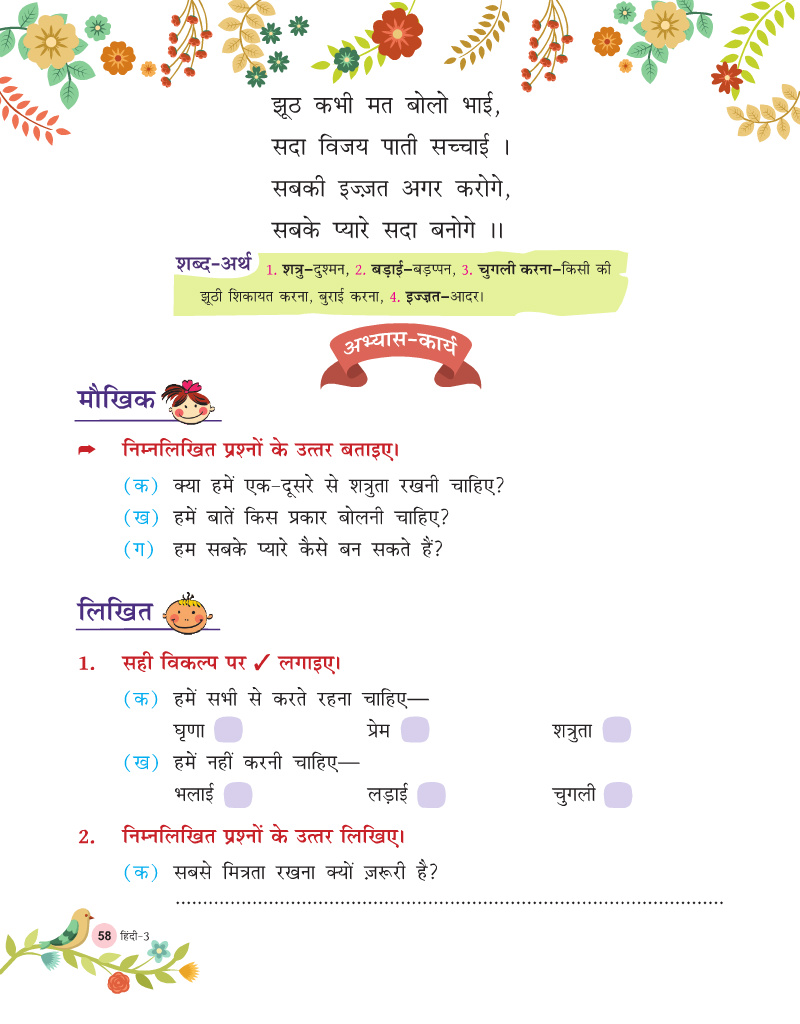 झूठ कभी मत बोलो भाई,
सदा विजय पाती सच्चाई ।
सबकी इज्ज़त अगर करोगे,
सबके प्यारे सदा बनोगे ।।
शब्द-अर्थ 1. शत्रु–दुश्मन, 2. बड़ाई–बड़प्पन, 3. चुगली करना–किसी की
झूठी शिकायत करना, बुराई करना, 4. इज्ज़त–आदर।
अभ्यास-कार्य
मौखिक
➦ निम्नलिखित प्रश्नों के उत्तर बताइए।
(क) क्या हमें एक-दूसरे से शत्रुता रखनी चाहिए?
(ख) हमें बातें किस प्रकार बोलनी चाहिए?
(ग) हम सबके प्यारे कैसे बन सकते हैं?
लिखित
1. सही विकल्प पर ✓ लगाइए।
(क) हमें सभी से करते रहना चाहिए—
घृणा प्रेम शत्रुता
(ख) हमें नहीं करनी चाहिए—
भलाई लड़ाई चुगली
2. निम्नलिखित प्रश्नों के उत्तर लिखिए।
(क) सबसे मित्रता रखना क्यों ज़रूरी है?
58 हिंदी-3